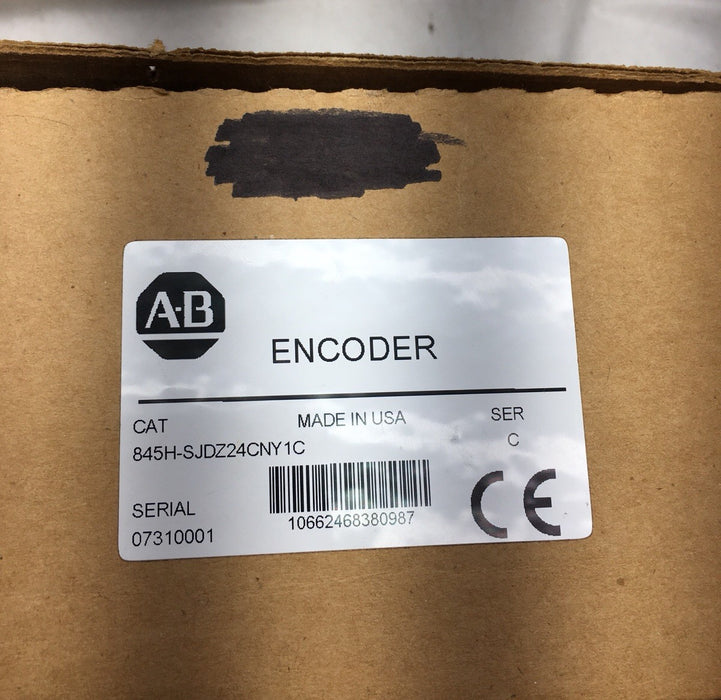 A-B
ENCODER
CAT
MADE IN USA
SER
845H-SJDZ24CNY1C
C
SERIAL
10662468380987
07310001
CE